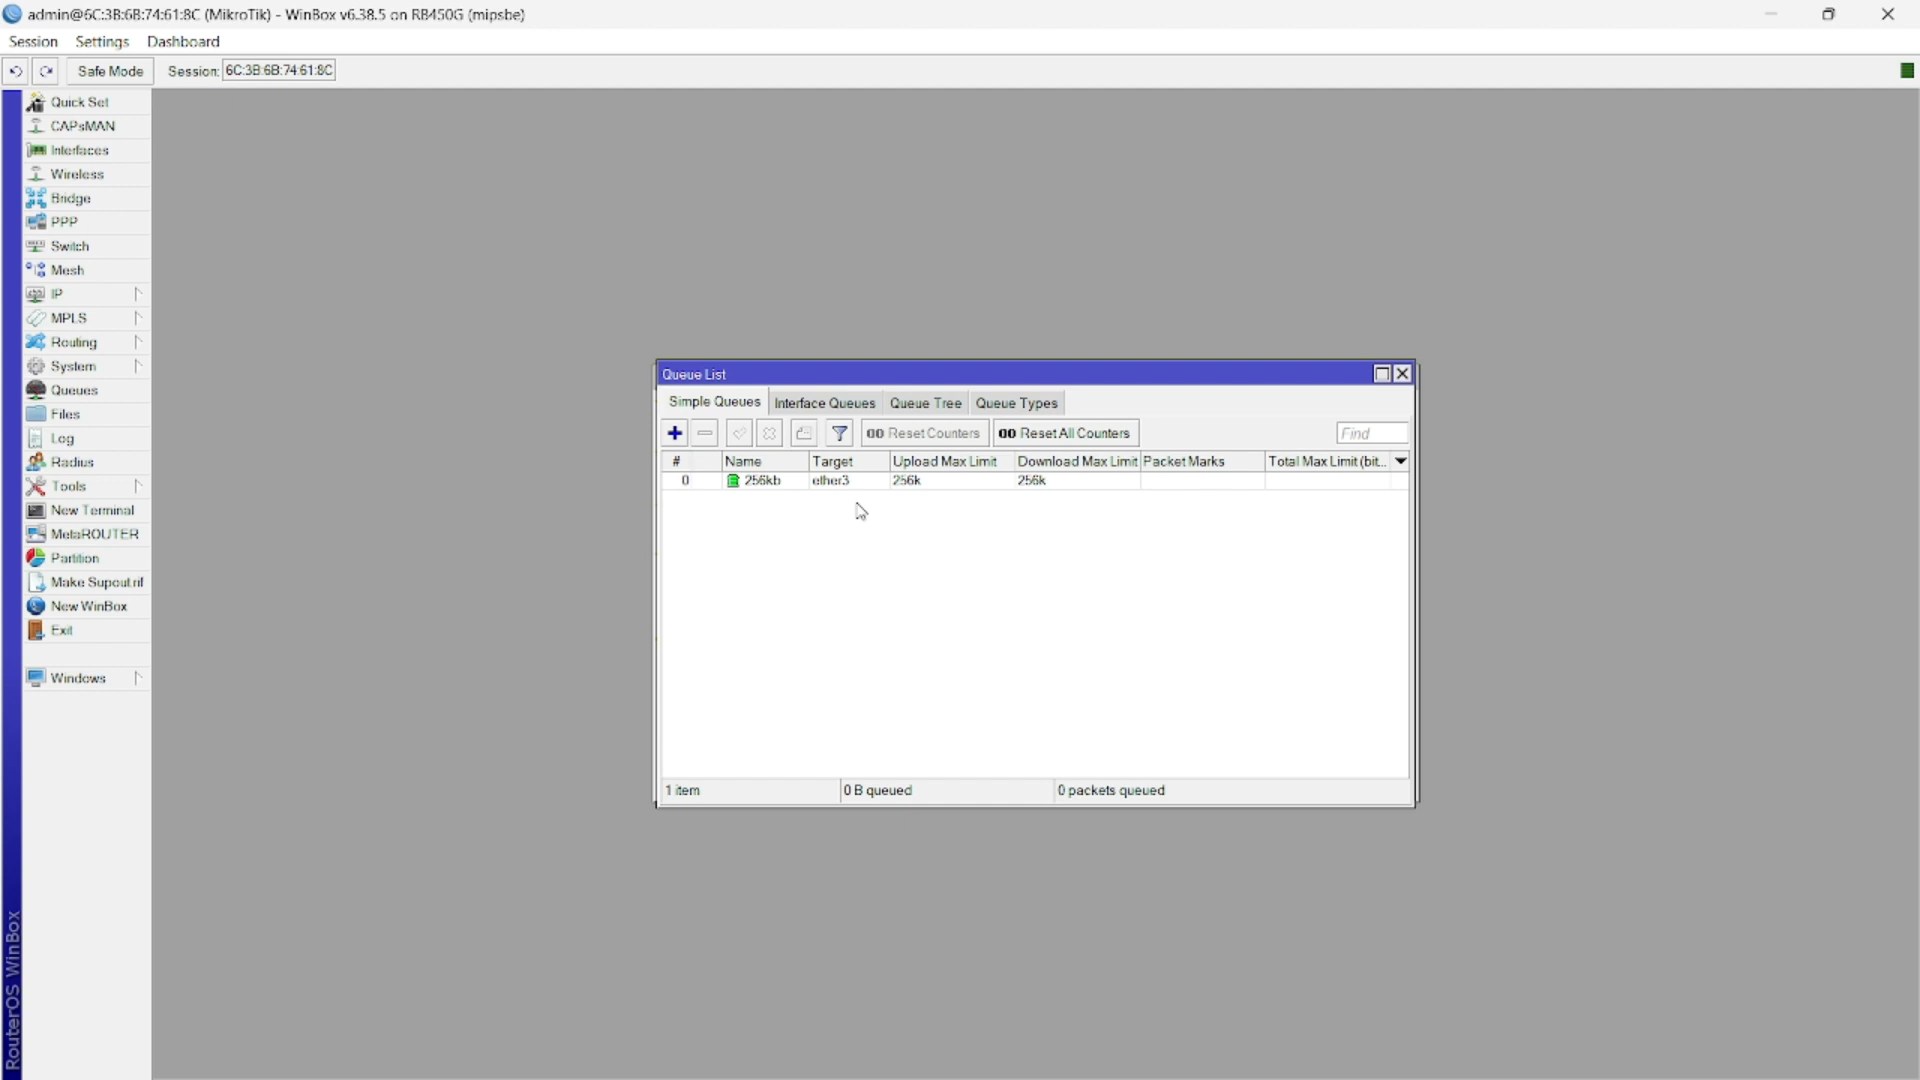 admin@6C:3B:6B:74:61:8C (MikroTik) - WinBox v6.38.5 on RB450G (mipsbe)
Session Settings Dashboard
Safe Mode Session: 6C:3B:6B:74:61:8C
Quick Set
CAPsMAN
Interfaces
Wireless
Bridge
PPP
Switch
Mesh
IP
MPLS
Routing
System
Queues
Files
Log
Radius
Tools
New Terminal
MetaROUTER
Partition
Make Supout.rif
New WinBox
Exit
Windows
RouterOS WinBox
Queue List
Simple Queues Interface Queues Queue Tree Queue Types
00 Reset Counters 00 Reset All Counters Find
# Name Target Upload Max Limit Download Max Limit Packet Marks Total Max Limit (bit...
0 256kb ether3 256k 256k
1 item 0 B queued 0 packets queued